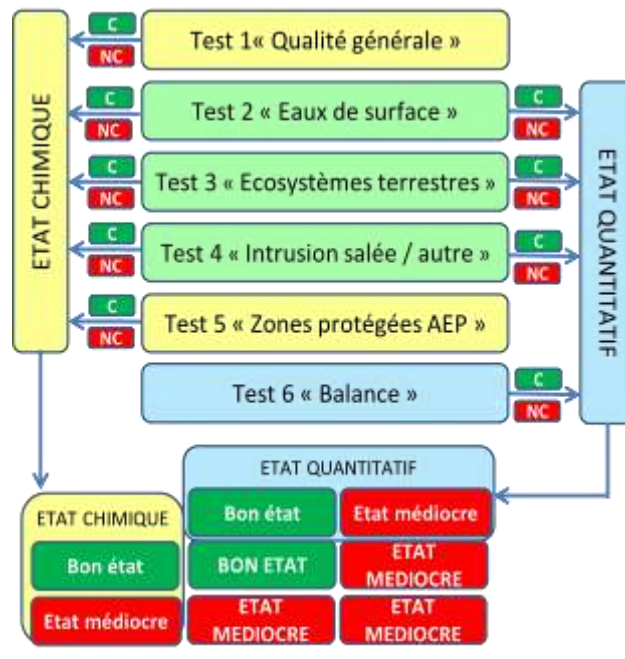 C
Test 1« Qualité générale »
NC
C
Test 2 « Eaux de surface »
C
NC
NC
C
Test 3 « Ecosystèmes terrestres »
C
NC
NC
C
Test 4 « Intrusion salée / autre »
C
NC
NC
C
Test 5 « Zones protégées AEP »
NC
Test 6 « Balance »
C
NC
ETAT CHIMIQUE
ETAT QUANTITATIF
ETAT QUANTITATIF
ETAT CHIMIQUE
Bon état
Etat médiocre
Bon état
BON ETAT
ETAT
MEDIOCRE
Etat médiocre
ETAT
MEDIOCRE
ETAT
MEDIOCRE